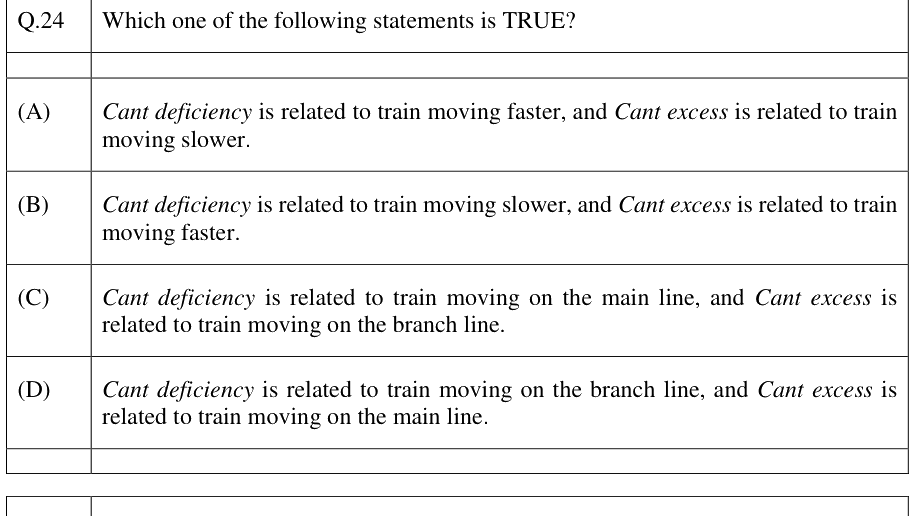 Q.24 Which one of the following statements is TRUE?
(A) Cant deficiency is related to train moving faster, and Cant excess is related to train
moving slower.
(B) Cant deficiency is related to train moving slower, and Cant excess is related to train
moving faster.
(C) Cant deficiency is related to train moving on the main line, and Cant excess is
related to train moving on the branch line.
(D) Cant deficiency is related to train moving on the branch line, and Cant excess is
related to train moving on the main line.